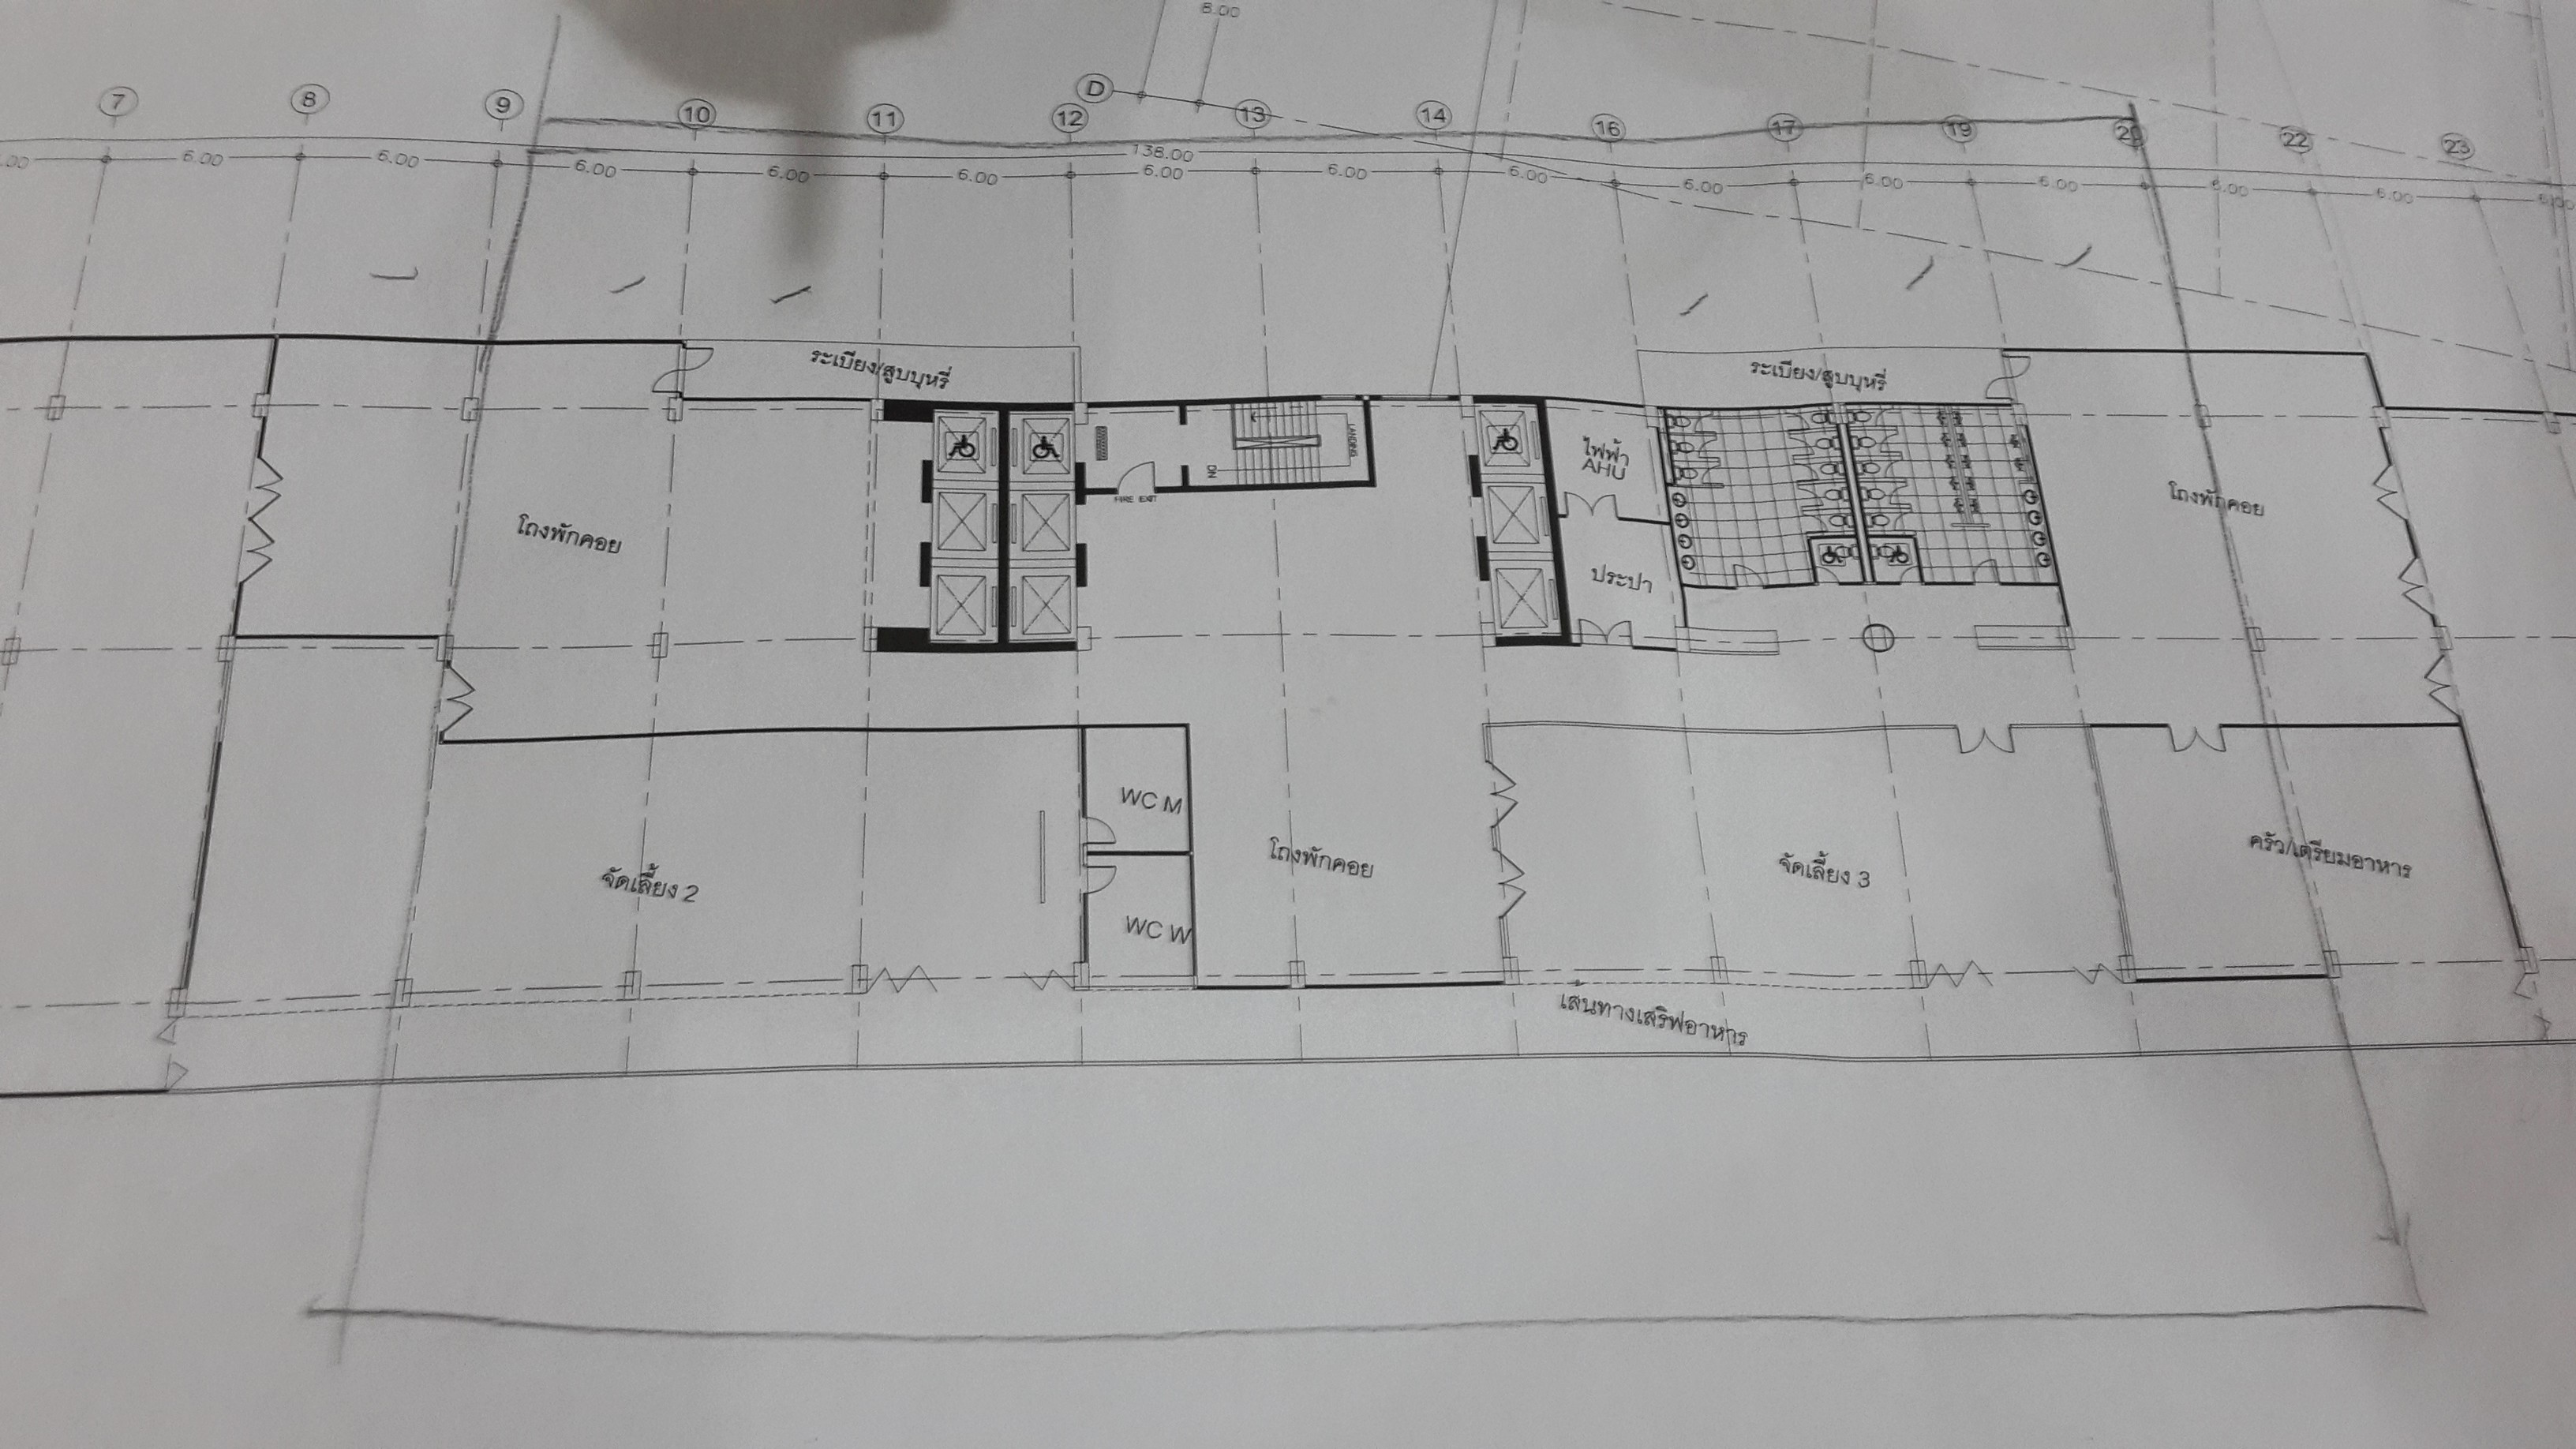 8.00
D
7
8
9
10
11
12
13
14
16
17
19
20
22
23
138.00
6.00
6.00
6.00
6.00
6.00
6.00
6.00
6.00
6.00
6.00
6.00
6.00
6.00
ระเบียง/สูบบุหรี่
ระเบียง/สูบบุหรี่
ไฟฟ้า
AHU
LANDING
FIRE EXIT
โถงพักคอย
โถงพักคอย
ประปา
WC M
โถงพักคอย
จัดเลี้ยง 2
จัดเลี้ยง 3
ครัว/เตรียมอาหาร
WC W
เส้นทางเสริฟอาหาร